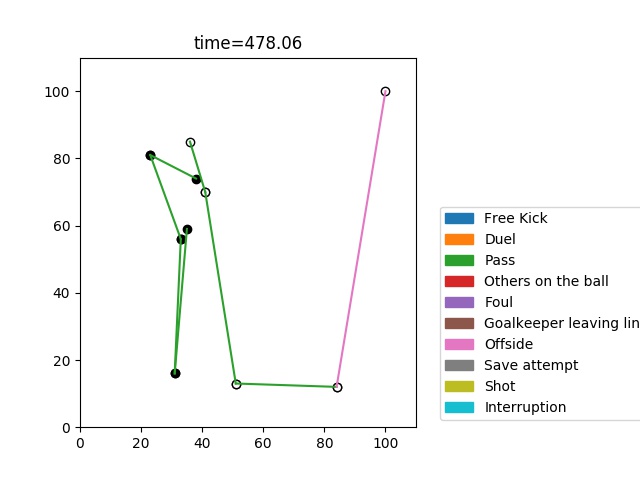 time=478.06
100
80
60
40
20
0
0 20 40 60 80 100
Free Kick
Duel
Pass
Others on the ball
Foul
Goalkeeper leaving lin
Offside
Save attempt
Shot
Interruption